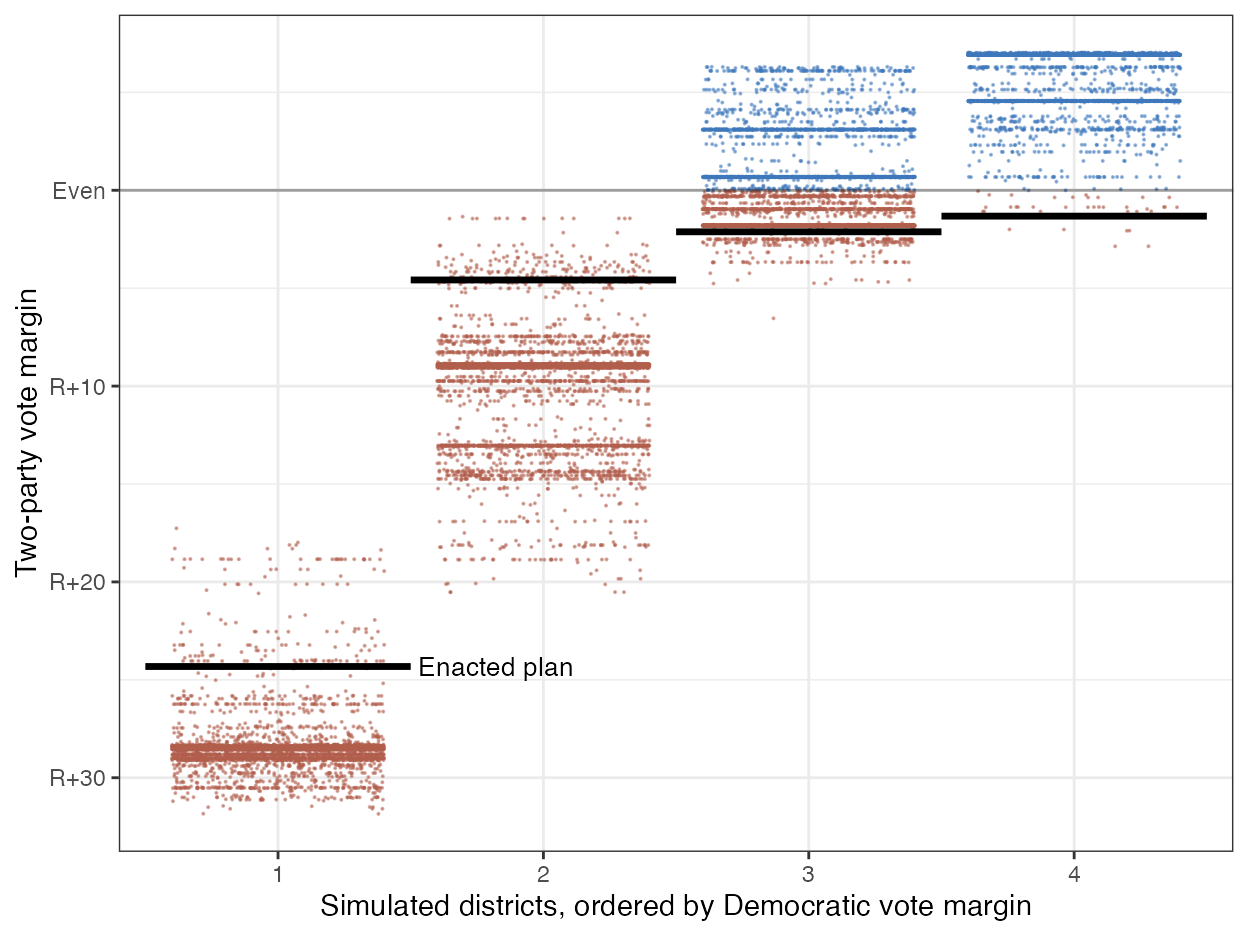 Two-party vote margin
Even
R+10
R+20
R+30
Enacted plan
1 2 3 4
Simulated districts, ordered by Democratic vote margin